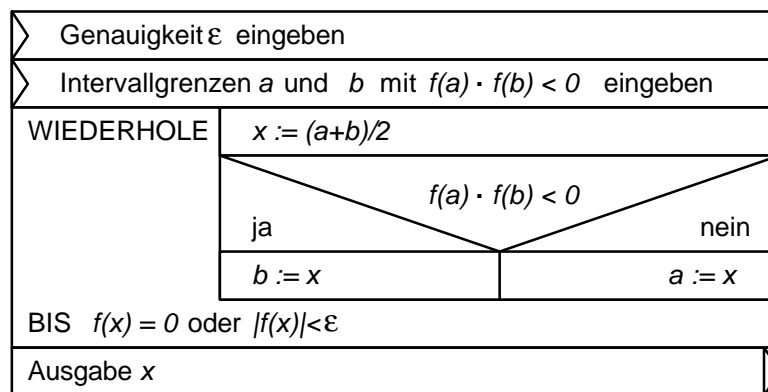 Genauigkeit ε eingeben
Intervallgrenzen a und b mit f(a) · f(b) < 0 eingeben
WIEDERHOLE x := (a+b)/2
f(a) · f(b) < 0
ja nein
b := x a := x
BIS f(x) = 0 oder |f(x)|<ε
Ausgabe x